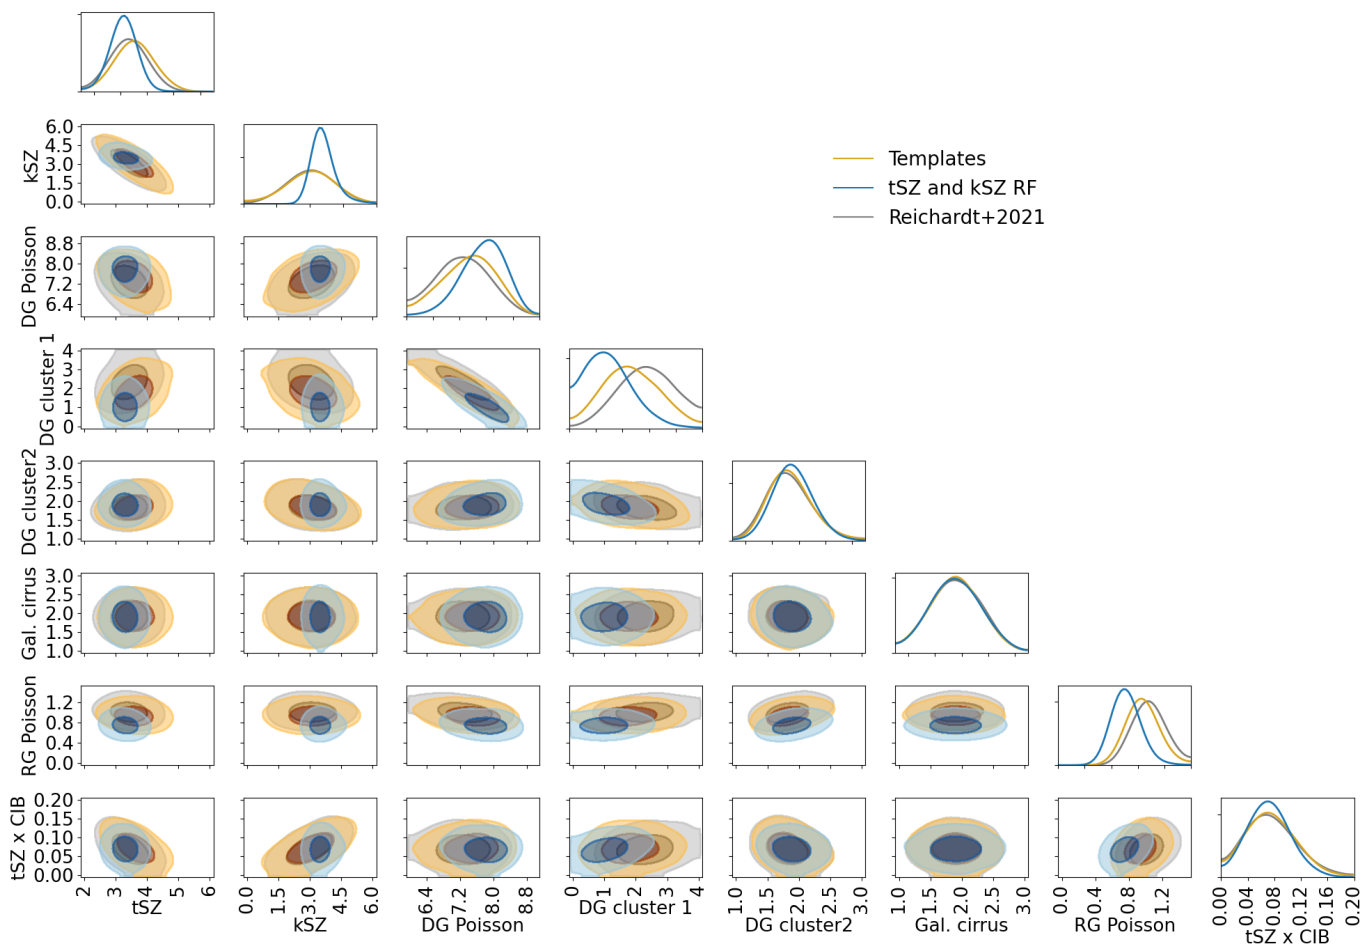 Templates
tSZ and kSZ RF
Reichardt+2021
kSZ
6.0
4.5
3.0
1.5
0.0
DG Poisson
8.8
8.0
7.2
6.4
DG cluster 1
4
3
2
1
0
DG cluster2
3.0
2.5
2.0
1.5
1.0
Gal. cirrus
3.0
2.5
2.0
1.5
1.0
RG Poisson
1.2
0.8
0.4
0.0
tSZ x CIB
0.20
0.15
0.10
0.05
0.00
2 3 4 5 6
tSZ
0.0 1.5 3.0 4.5 6.0
kSZ
6.4 7.2 8.0 8.8
DG Poisson
0 1 2 3 4
DG cluster 1
1.0 1.5 2.0 2.5 3.0
DG cluster2
1.0 1.5 2.0 2.5 3.0
Gal. cirrus
0.0 0.4 0.8 1.2
RG Poisson
0.00 0.04 0.08 0.12 0.16 0.20
tSZ x CIB